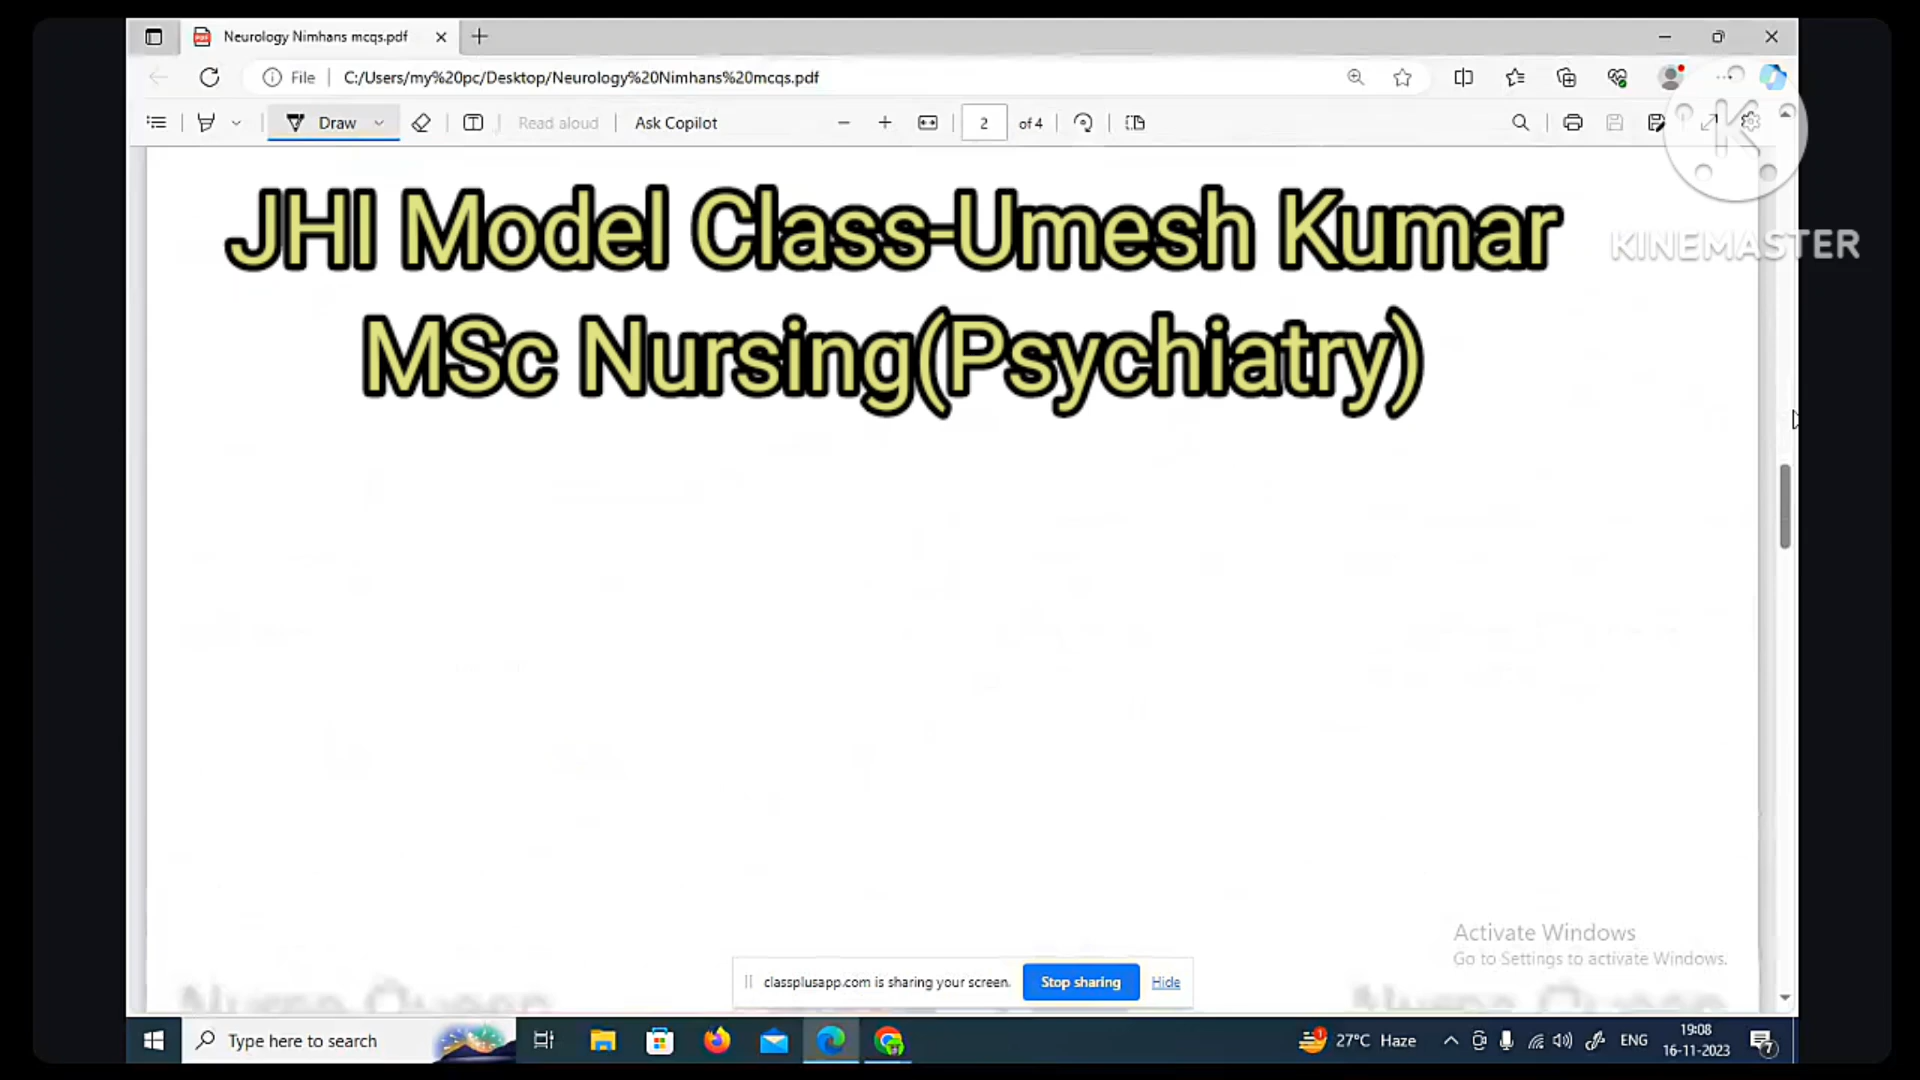 Neurology Nimhans mcqs.pdf
File
C:/Users/my%20pc/Desktop/Neurology%20Nimhans%20mcqs.pdf
Draw
Read aloud
Ask Copilot
2
of 4
K
KINEMASTER
JHI Model Class-Umesh Kumar
MSc Nursing(Psychiatry)
Activate Windows
Go to Settings to activate Windows.
classplusapp.com is sharing your screen.
Stop sharing
Hide
Type here to search
1
27°C Haze
ENG
19:08
16-11-2023
7